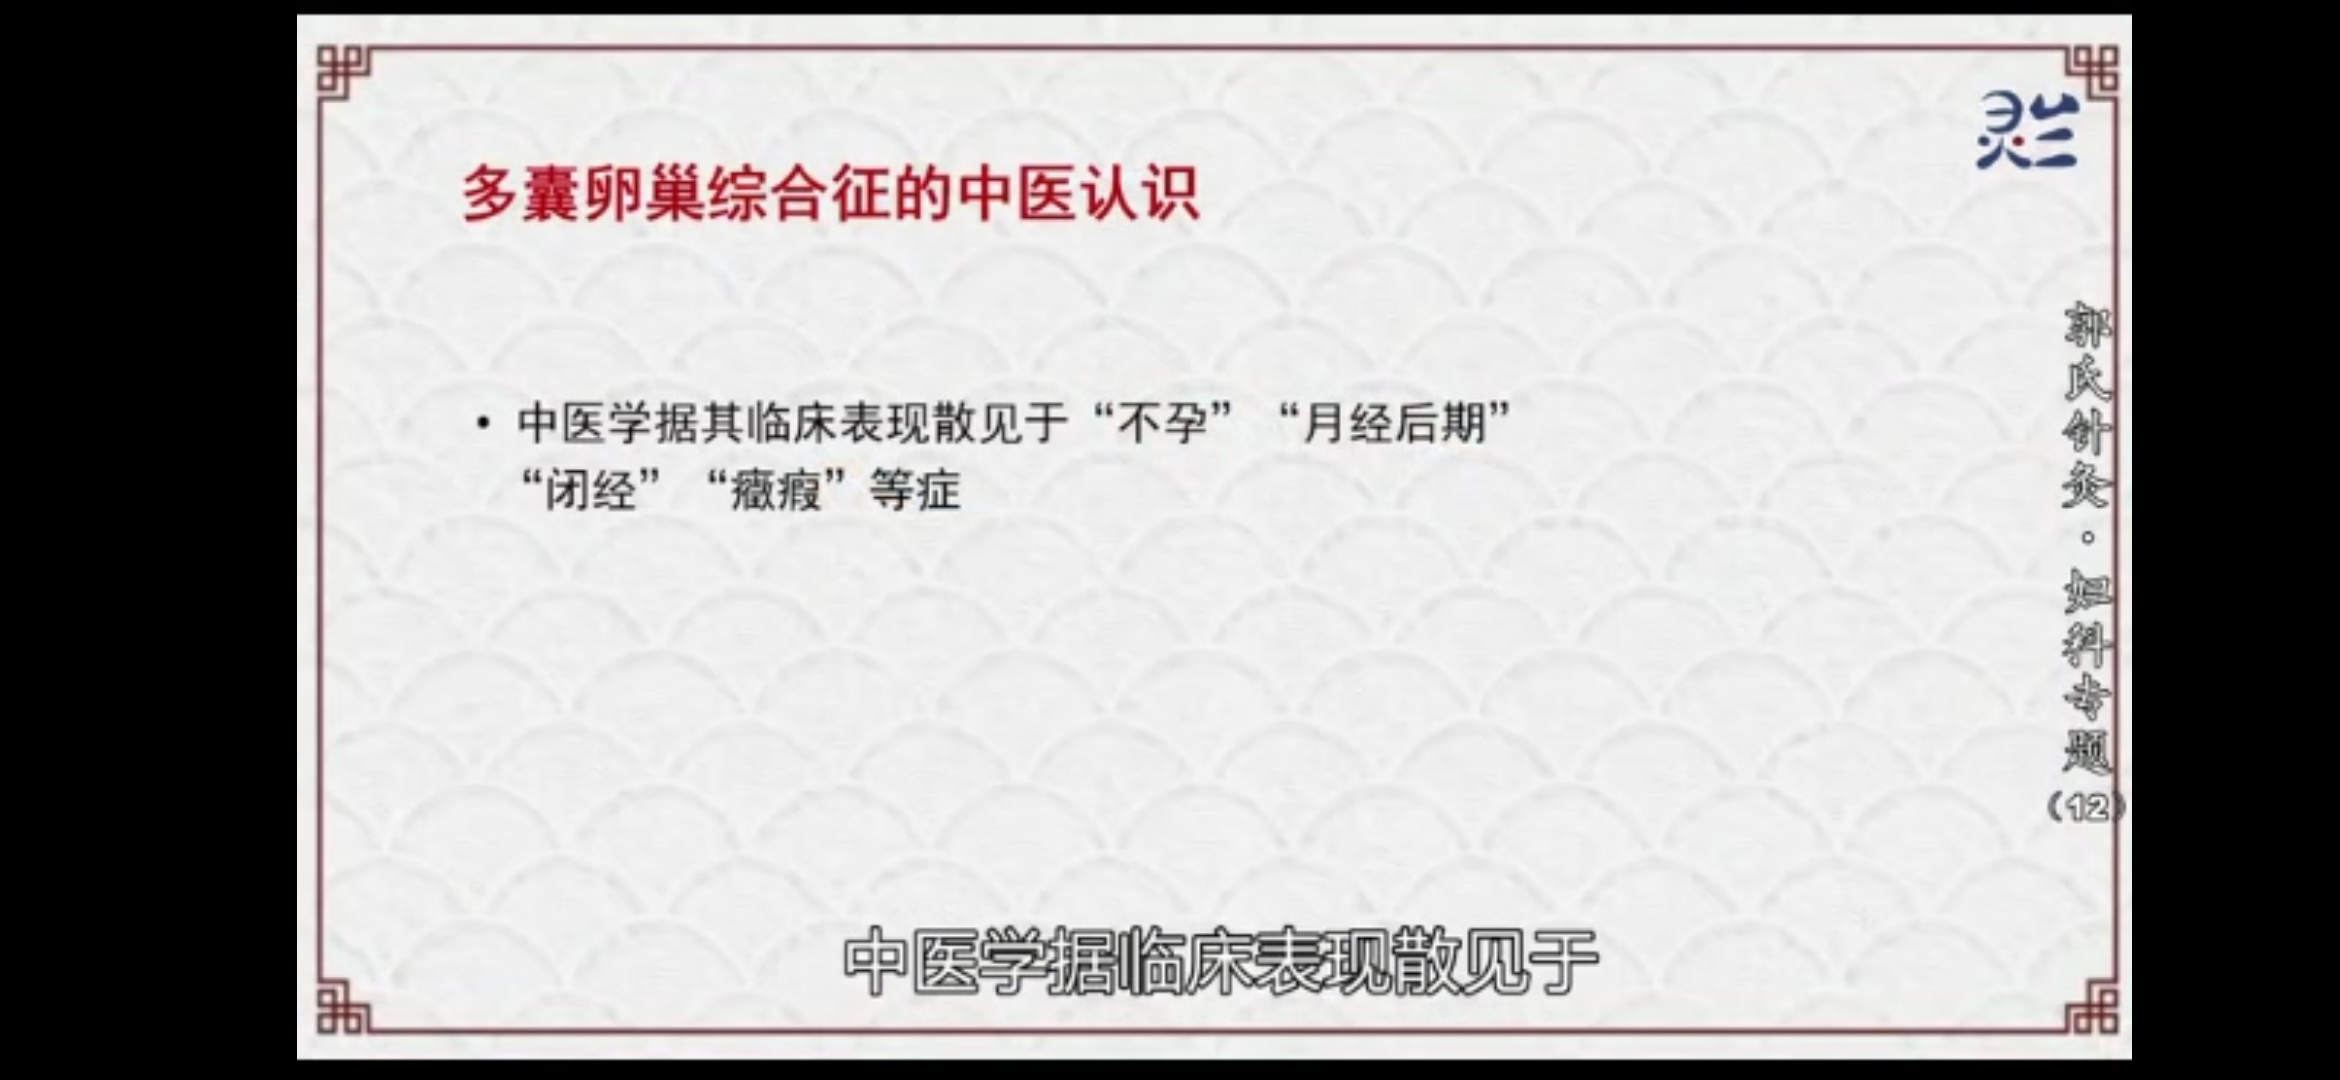 灵兰
多囊卵巢综合征的中医认识
• 中医学据其临床表现散见于“不孕” “月经后期”
“闭经” “癥瘕”等症
郭氏针灸·妇科专题(12)
中医学据临床表现散见于